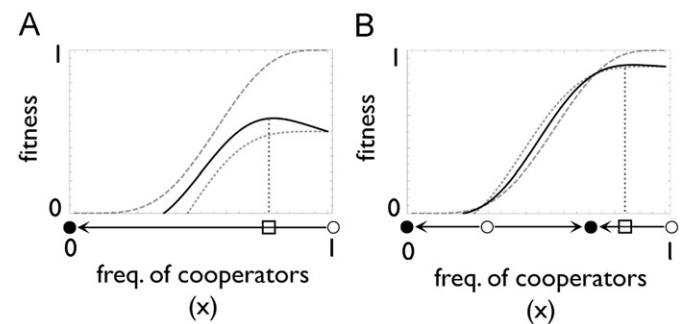 A
1
fitness
0
0
1
freq. of cooperators
(x)
B
1
fitness
0
0
1
freq. of cooperators
(x)